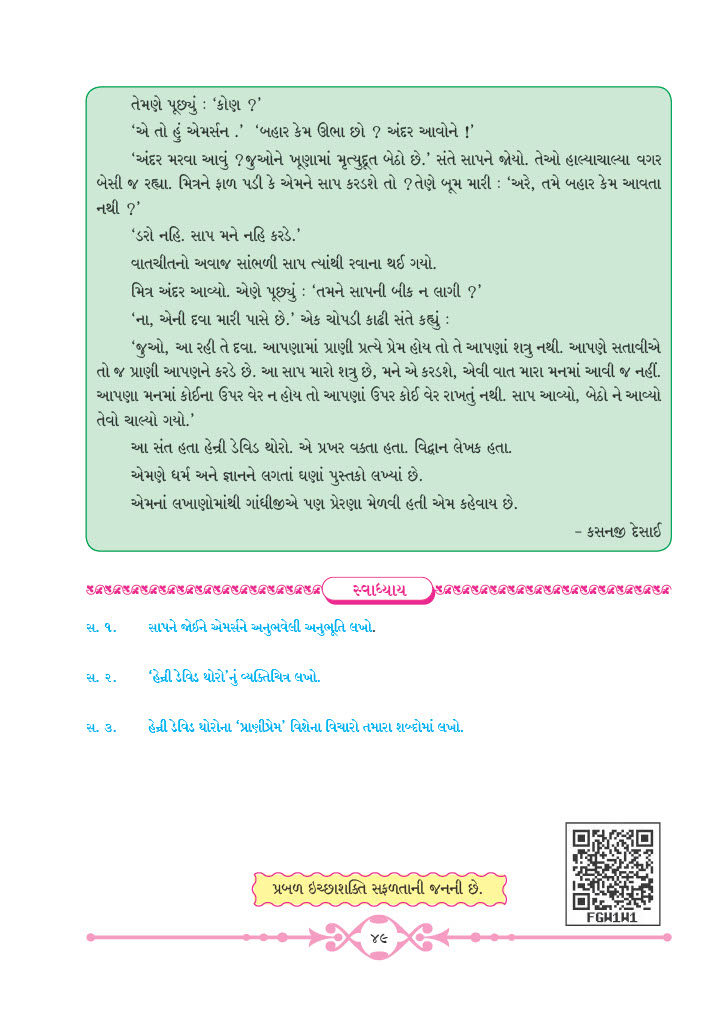 તેમણે પૂછ્યું : ‘કોણ ?’
‘એ તો હું એમર્સન .’ ‘બહાર કેમ ઊભા છો ? અંદર આવોને !’
‘અંદર મરવા આવું ?જુઓને ખૂણામાં મૃત્યુદૂત બેઠો છે.’ સંતે સાપને જોયો. તેઓ હાલ્યાચાલ્યા વગર
બેસી જ રહ્યા. મિત્રને ફાળ પડી કે એમને સાપ કરડશે તો ?તેણે બૂમ મારી : ‘અરે, તમે બહાર કેમ આવતા
નથી ?’
‘ડરો નહિ. સાપ મને નહિ કરડે.’
વાતચીતનો અવાજ સાંભળી સાપ ત્યાંથી રવાના થઈ ગયો.
મિત્ર અંદર આવ્યો. એણે પૂછ્યું : ‘તમને સાપની બીક ન લાગી ?’
‘ના, એની દવા મારી પાસે છે.’ એક ચોપડી કાઢી સંતે કહ્યું :
‘જુઓ, આ રહી તે દવા. આપણામાં પ્રાણી પ્રત્યે પ્રેમ હોય તો તે આપણાં શત્રુ નથી. આપણે સતાવીએ
તો જ પ્રાણી આપણને કરડે છે. આ સાપ મારો શત્રુ છે, મને એ કરડશે, એવી વાત મારા મનમાં આવી જ નહીં.
આપણા મનમાં કોઈના ઉપર વેર ન હોય તો આપણાં ઉપર કોઈ વેર રાખતું નથી. સાપ આવ્યો, બેઠો ને આવ્યો
તેવો ચાલ્યો ગયો.’
આ સંત હતા હેન્રી ડેવિડ થોરો. એ પ્રખર વક્તા હતા. વિદ્વાન લેખક હતા.
એમણે ધર્મ અને જ્ઞાનને લગતાં ઘણાં પુસ્તકો લખ્યાં છે.
એમનાં લખાણોમાંથી ગાંધીજીએ પણ પ્રેરણા મેળવી હતી એમ કહેવાય છે.
– કસનજી દેસાઈ
સ્વાધ્યાય
સ. ૧. સાપને જોઈને એમર્સને અનુભવેલી અનુભૂતિ લખો.
સ. ૨. ‘હેન્રી ડેવિડ થોરો’નું વ્યક્તિચિત્ર લખો.
સ. ૩. હેન્રી ડેવિડ થોરોના ‘પ્રાણીપ્રેમ’ વિશેના વિચારો તમારા શબ્દોમાં લખો.
FGW1W1
પ્રબળ ઇચ્છાશક્તિ સફળતાની જનની છે.
૪૯